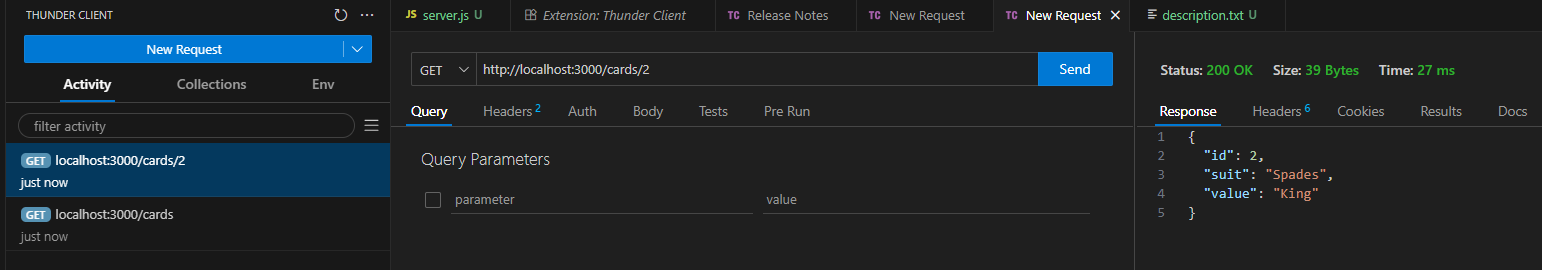 THUNDER CLIENT
New Request
Activity Collections Env
filter activity
GET localhost:3000/cards/2
just now
GET localhost:3000/cards
just now
JS server.js U Extension: Thunder Client TC Release Notes TC New Request TC New Request description.txt U
GET http://localhost:3000/cards/2 Send
Query Headers 2 Auth Body Tests Pre Run
Query Parameters
parameter value
Status: 200 OK Size: 39 Bytes Time: 27 ms
Response Headers 6 Cookies Results Docs
1 {
2 "id": 2,
3 "suit": "Spades",
4 "value": "King"
5 }